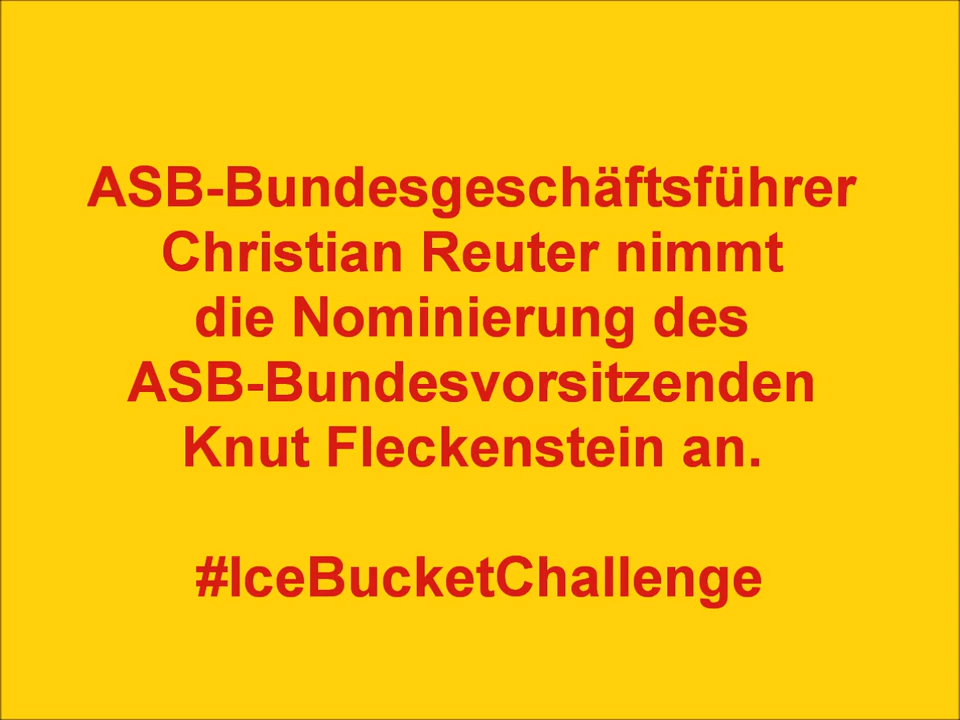 ASB-Bundesgeschäftsführer
Christian Reuter nimmt
die Nominierung des
ASB-Bundesvorsitzenden
Knut Fleckenstein an.
#IceBucketChallenge